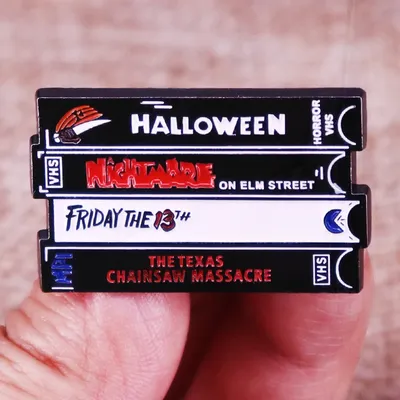 HALLOWEEN
HORROR
VHS
VHS
NIGHTMARE
ON ELM STREET
FRIDAY THE 13TH
THE TEXAS
CHAINSAW MASSACRE
VHS